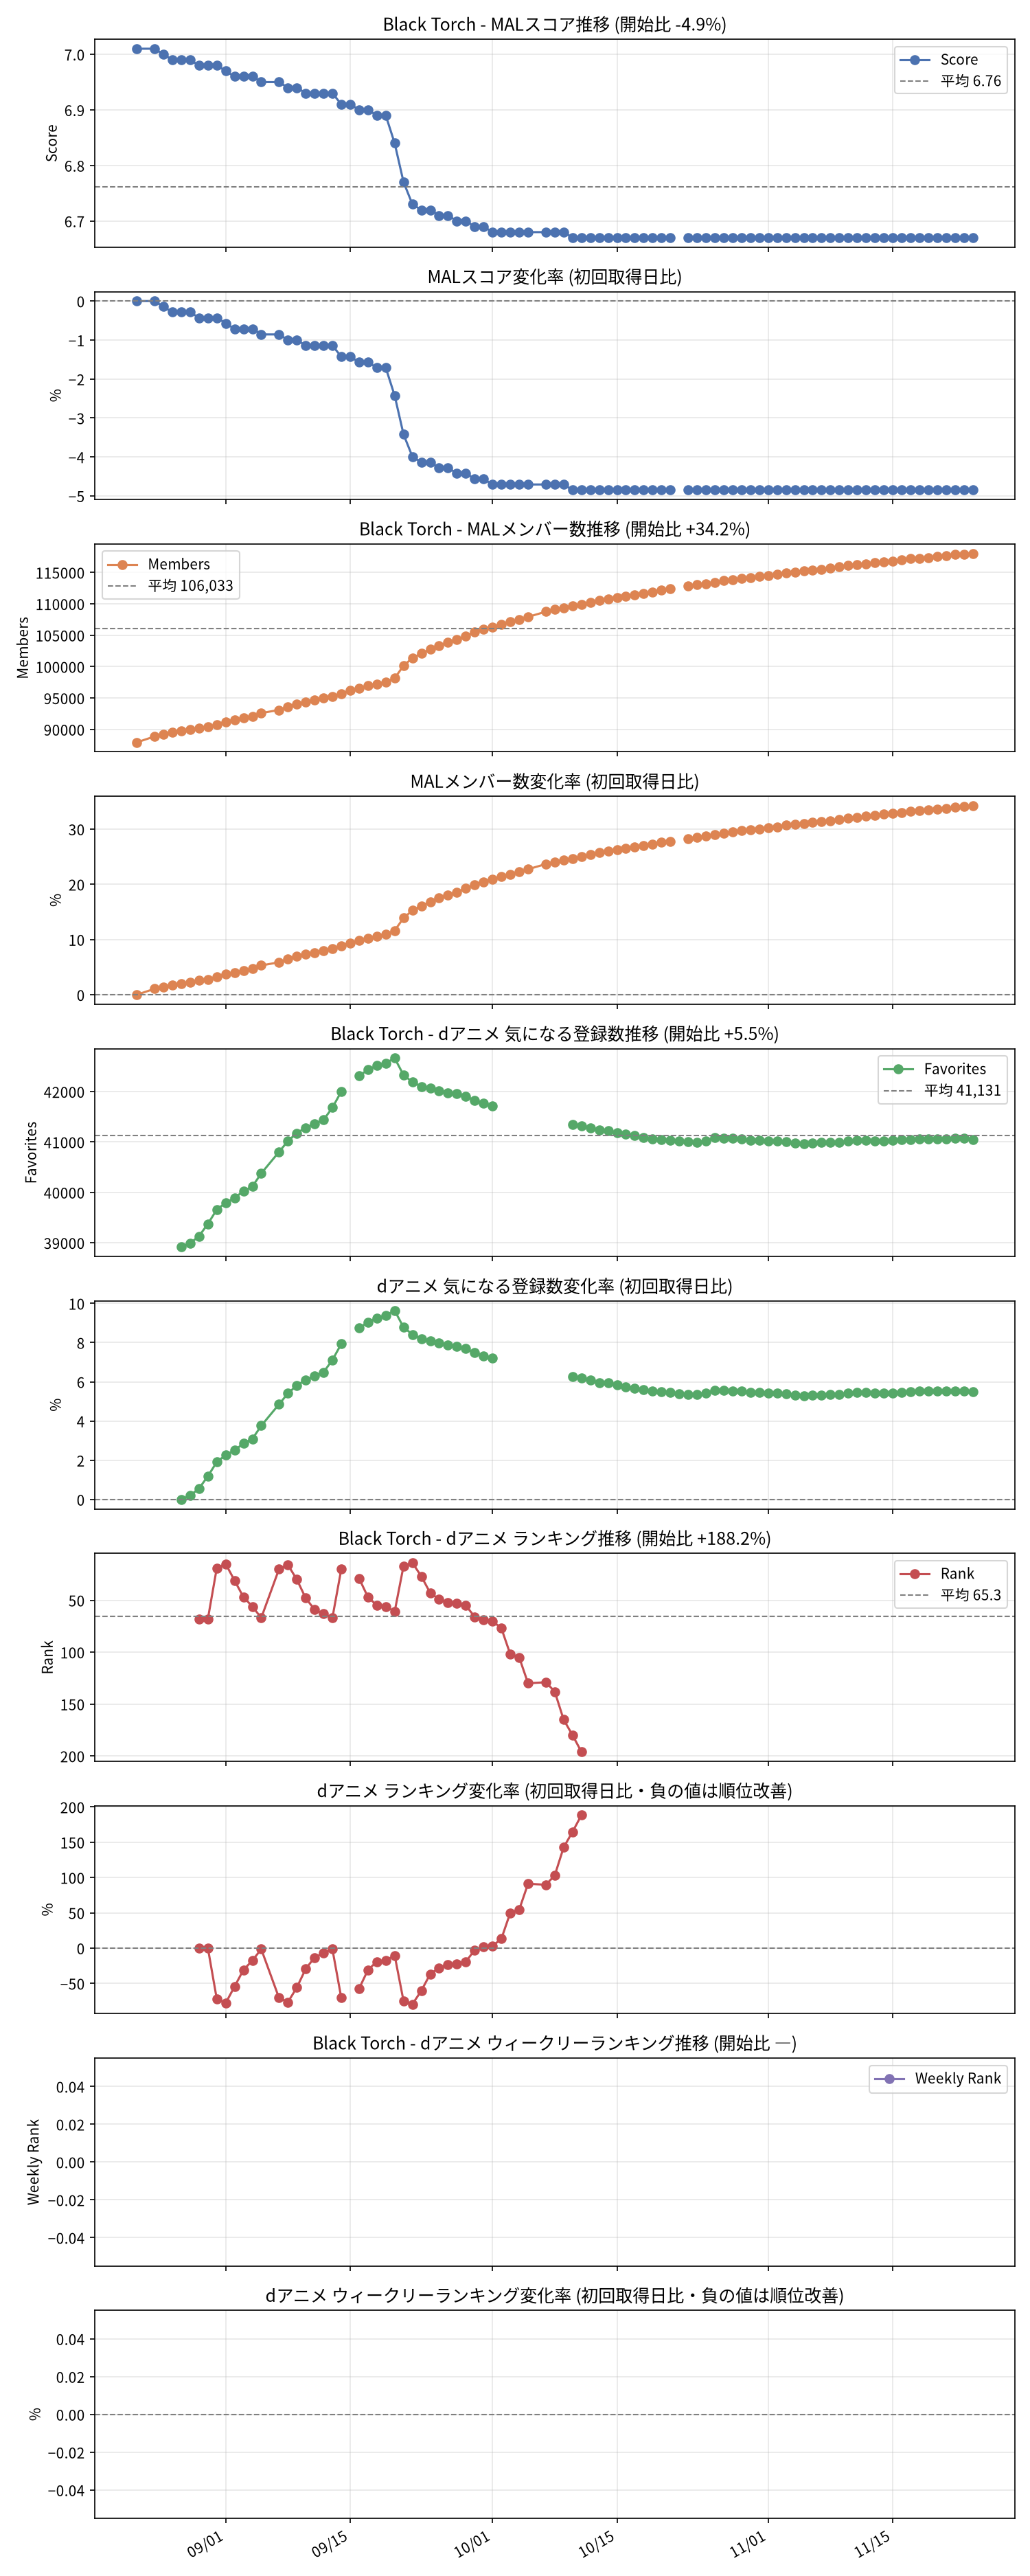 Black Torch - MALスコア推移 (開始比 -4.9%)
Score
7.0
6.9
6.8
6.7
Score
平均 6.76
MALスコア変化率 (初回取得日比)
%
0
−1
−2
−3
−4
−5
Black Torch - MALメンバー数推移 (開始比 +34.2%)
Members
115000
110000
105000
100000
95000
90000
Members
平均 106,033
MALメンバー数変化率 (初回取得日比)
%
30
20
10
0
Black Torch - dアニメ 気になる登録数推移 (開始比 +5.5%)
Favorites
42000
41000
40000
39000
Favorites
平均 41,131
dアニメ 気になる登録数変化率 (初回取得日比)
%
10
8
6
4
2
0
Black Torch - dアニメ ランキング推移 (開始比 +188.2%)
Rank
50
100
150
200
Rank
平均 65.3
dアニメ ランキング変化率 (初回取得日比・負の値は順位改善)
%
200
150
100
50
0
−50
Black Torch - dアニメ ウィークリーランキング推移 (開始比 —)
Weekly Rank
0.04
0.02
0.00
−0.02
−0.04
Weekly Rank
dアニメ ウィークリーランキング変化率 (初回取得日比・負の値は順位改善)
%
0.04
0.02
0.00
−0.02
−0.04
09/01
09/15
10/01
10/15
11/01
11/15